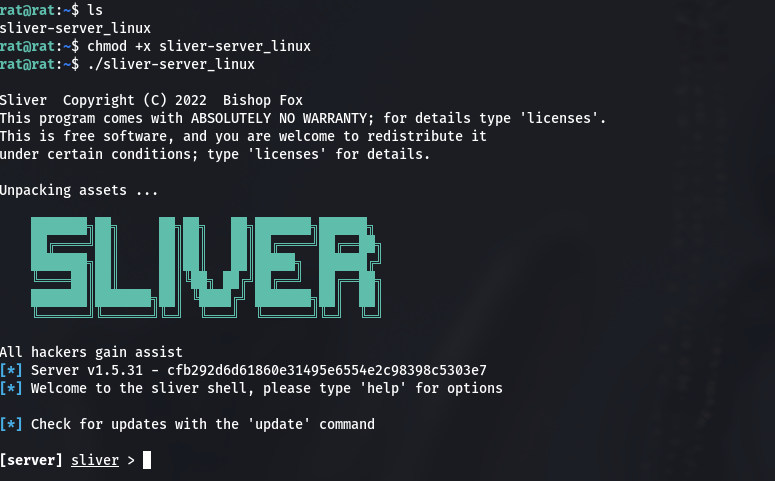 rat@rat:~$ ls
sliver-server_linux
rat@rat:~$ chmod +x sliver-server_linux
rat@rat:~$ ./sliver-server_linux
Sliver  Copyright (C) 2022  Bishop Fox
This program comes with ABSOLUTELY NO WARRANTY; for details type 'licenses'.
This is free software, and you are welcome to redistribute it
under certain conditions; type 'licenses' for details.
Unpacking assets ...
SLIVER
All hackers gain assist
[*] Server v1.5.31 - cfb292d6d61860e31495e6554e2c98398c5303e7
[*] Welcome to the sliver shell, please type 'help' for options
[*] Check for updates with the 'update' command
[server] sliver >